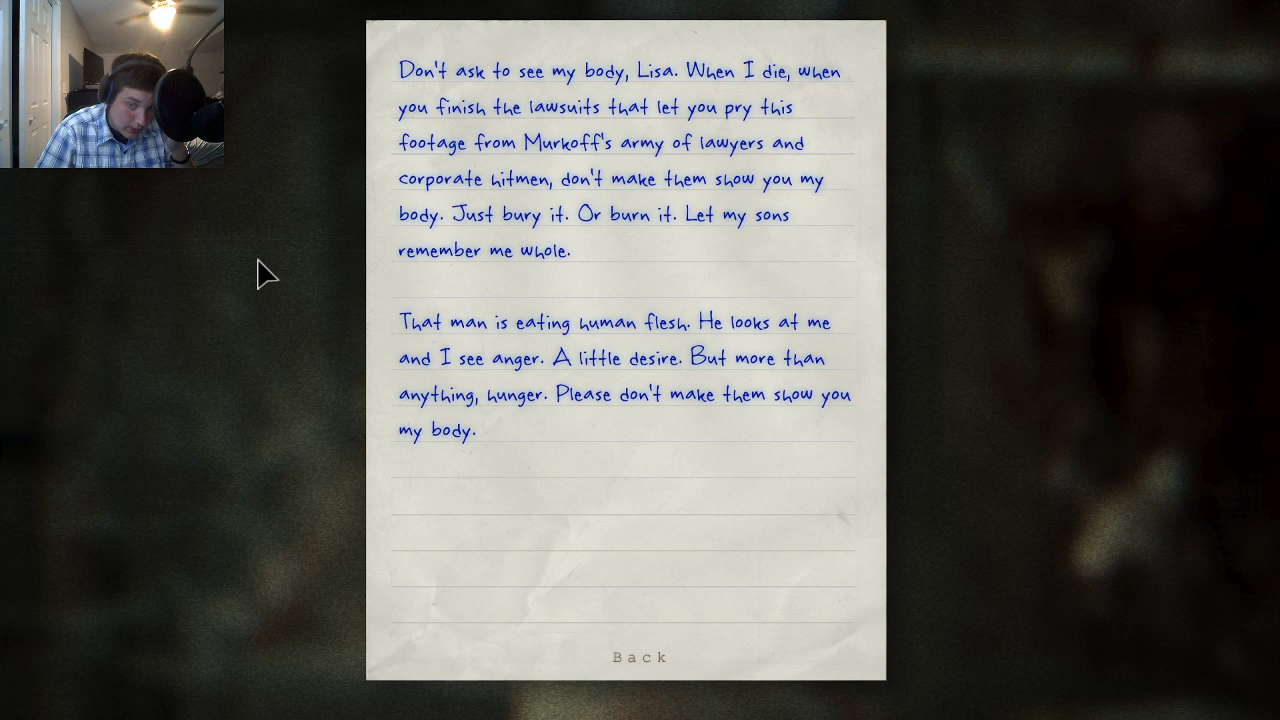 Don't ask to see my body, Lisa. When I die, when
you finish the lawsuits that let you pry this
footage from Murkoff's army of lawyers and
corporate hitmen, don't make them show you my
body. Just bury it. Or burn it. Let my sons
remember me whole.
That man is eating human flesh. He looks at me
and I see anger. A little desire. But more than
anything, hunger. Please don't make them show you
my body.
Back